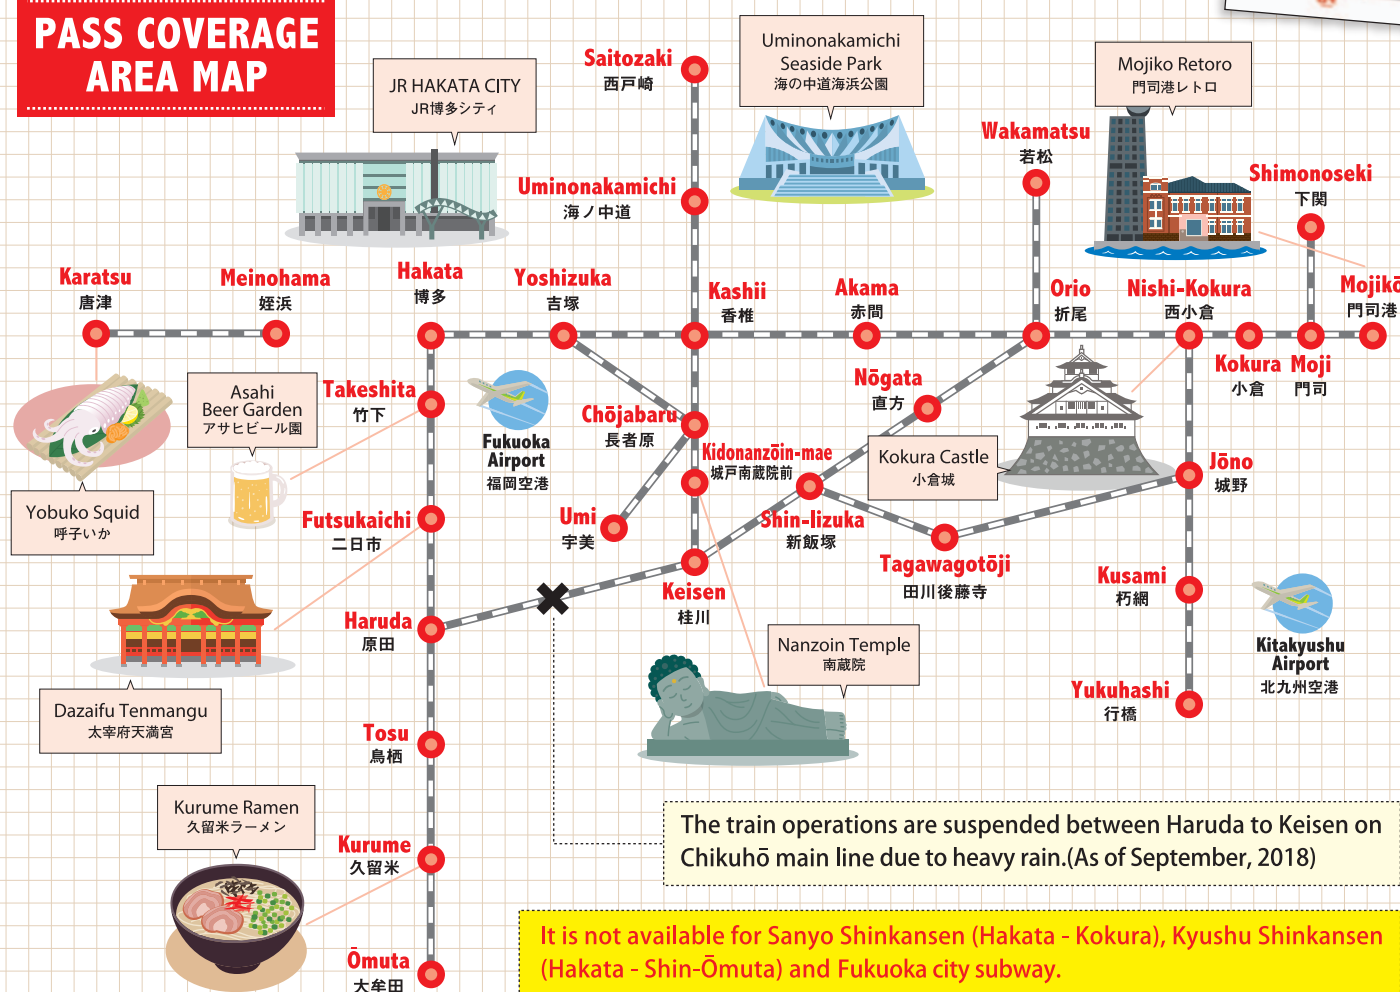 PASS COVERAGE
AREA MAP
JR HAKATA CITY
JR博多シティ
Saitozaki
西戸崎
Uminonakamichi
Seaside Park
海の中道海浜公園
Mojiko Retoro
門司港レトロ
Wakamatsu
若松
Shimonoseki
下関
Uminonakamichi
海ノ中道
Karatsu
唐津
Meinohama
姪浜
Hakata
博多
Yoshizuka
吉塚
Kashii
香椎
Akama
赤間
Orio
折尾
Nishi-Kokura
西小倉
Mojikō
門司港
Kokura
小倉
Moji
門司
Asahi
Beer Garden
アサヒビール園
Takeshita
竹下
Fukuoka
Airport
福岡空港
Chōjabaru
長者原
Nōgata
直方
Kidonanzōin-mae
城戸南蔵院前
Kokura Castle
小倉城
Jōno
城野
Yobuko Squid
呼子いか
Futsukaichi
二日市
Umi
宇美
Shin-Iizuka
新飯塚
Tagawagotōji
田川後藤寺
Keisen
桂川
Kusami
朽網
Haruda
原田
Nanzoin Temple
南蔵院
Kitakyushu
Airport
北九州空港
Yukuhashi
行橋
Dazaifu Tenmangu
太宰府天満宮
Tosu
鳥栖
Kurume Ramen
久留米ラーメン
Kurume
久留米
Ōmuta
大牟田
The train operations are suspended between Haruda to Keisen on
Chikuhō main line due to heavy rain.(As of September, 2018)
It is not available for Sanyo Shinkansen (Hakata - Kokura), Kyushu Shinkansen
(Hakata - Shin-Ōmuta) and Fukuoka city subway.